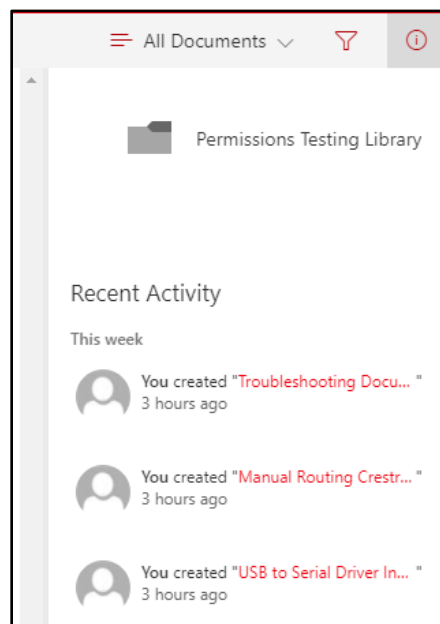 All Documents
Permissions Testing Library
Recent Activity
This week
You created "Troubleshooting Docu... "
3 hours ago
You created "Manual Routing Crestr... "
3 hours ago
You created "USB to Serial Driver In... "
3 hours ago